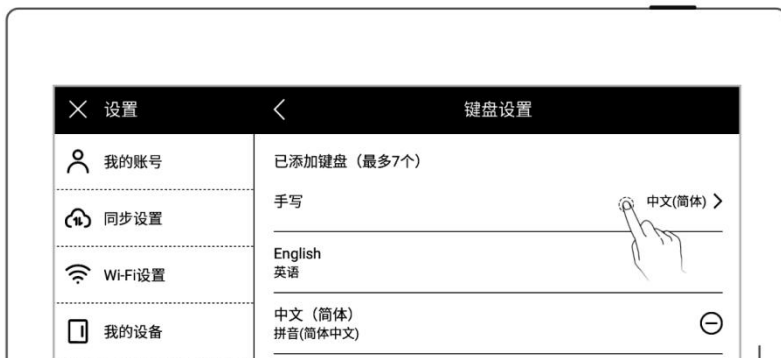 设置
键盘设置
我的账号
同步设置
Wi-Fi设置
我的设备
已添加键盘（最多7个）
手写 中文(简体)
English
英语
中文（简体）
拼音(简体中文)